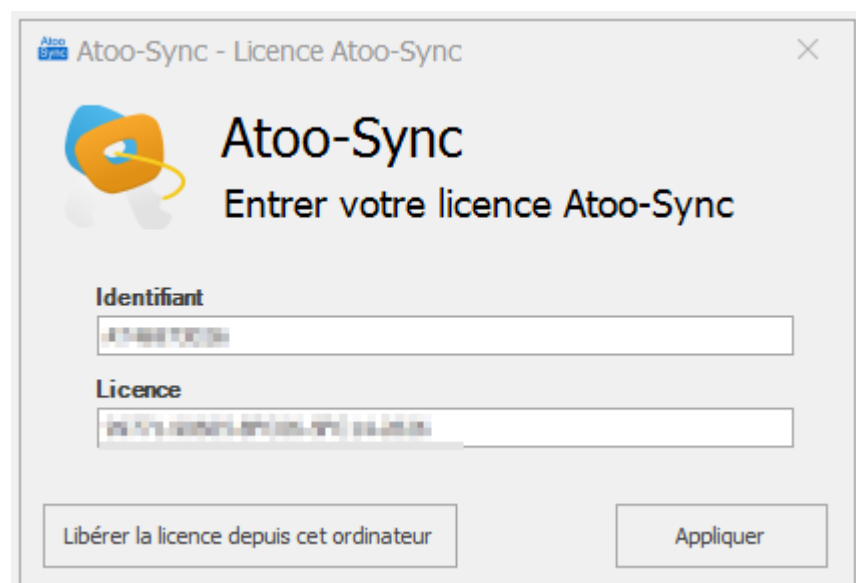 Atoo-Sync - Licence Atoo-Sync
Atoo-Sync
Entrer votre licence Atoo-Sync
Identifiant
Licence
Libérer la licence depuis cet ordinateur
Appliquer